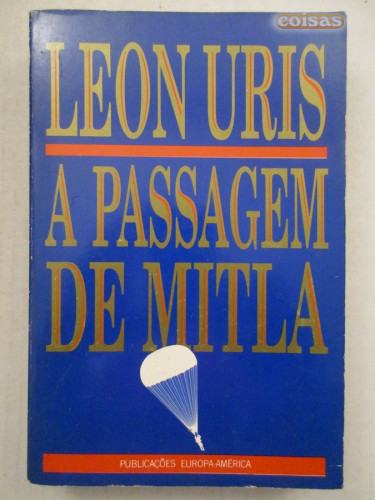 coisas
LEON URIS
A PASSAGEM
DE MITLA
PUBLICAÇÕES EUROPA-AMÉRICA